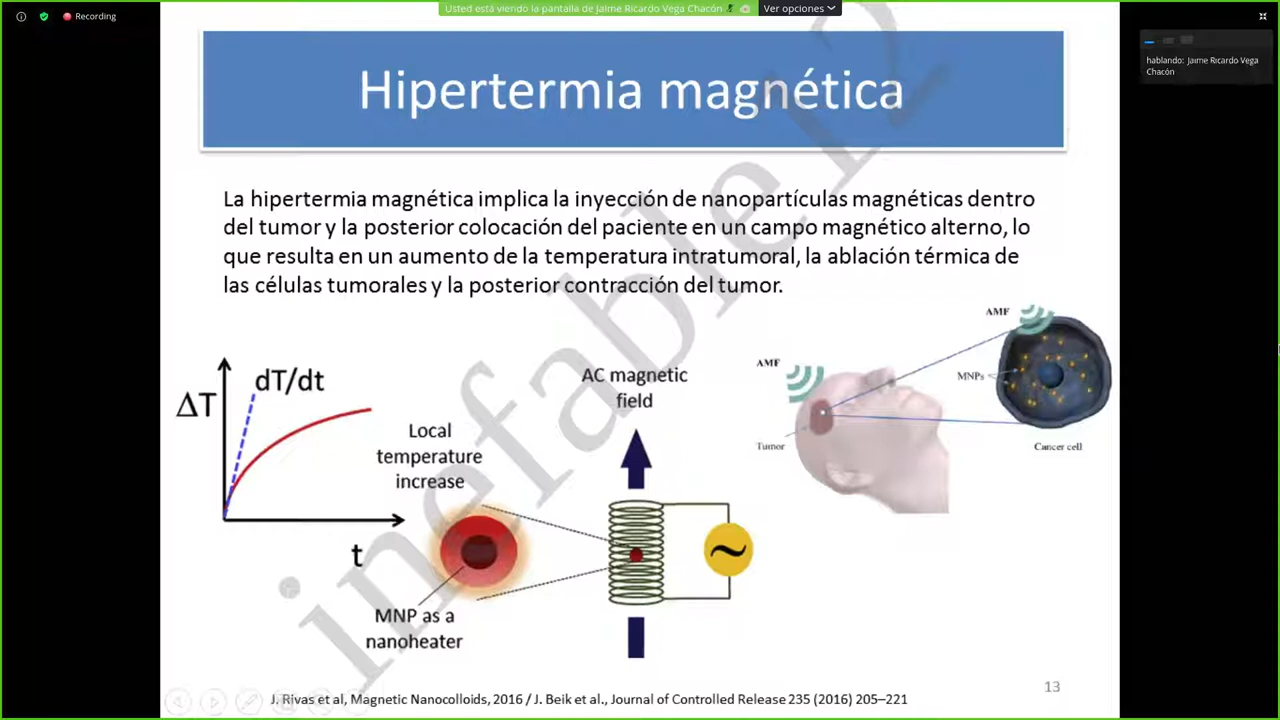 Recording
Usted está viendo la pantalla de Jaime Ricardo Vega Chacón
Ver opciones
hablando: Jaime Ricardo Vega
Chacón
Hipertermia magnética
La hipertermia magnética implica la inyección de nanopartículas magnéticas dentro
del tumor y la posterior colocación del paciente en un campo magnético alterno, lo
que resulta en un aumento de la temperatura intratumoral, la ablación térmica de
las células tumorales y la posterior contracción del tumor.
ΔT
dT/dt
t
Local
temperature
increase
MNP as a
nanoheater
AC magnetic
field
AMF
Tumor
AMF
MNPs
Cancer cell
inefable12
13
J. Rivas et al, Magnetic Nanocolloids, 2016 / J. Beik et al., Journal of Controlled Release 235 (2016) 205–221